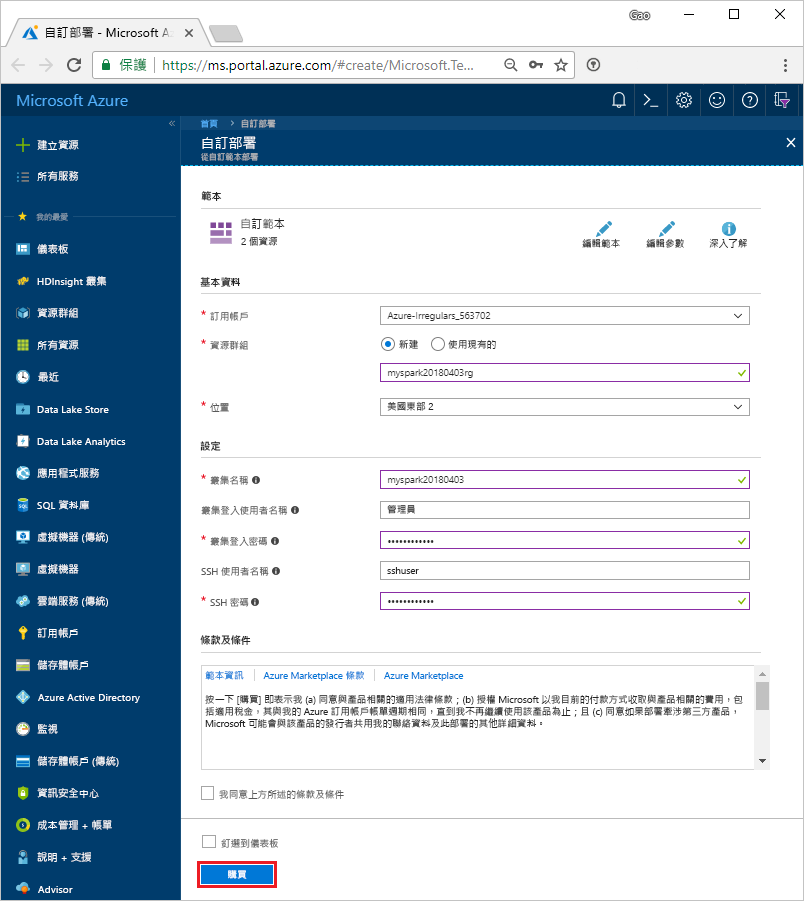 Gao
自訂部署 - Microsoft Az
保護 https://ms.portal.azure.com/#create/Microsoft.Te...
Microsoft Azure
建立資源
所有服務
我的最愛
儀表板
HDInsight 叢集
資源群組
所有資源
最近
Data Lake Store
Data Lake Analytics
應用程式服務
SQL 資料庫
虛擬機器 (傳統)
虛擬機器
雲端服務 (傳統)
訂用帳戶
儲存體帳戶
Azure Active Directory
監視
儲存體帳戶 (傳統)
資訊安全中心
成本管理 + 帳單
說明 + 支援
Advisor
首頁 > 自訂部署
自訂部署
從自訂範本部署
範本
自訂範本
2 個資源
編輯範本 編輯參數 深入了解
基本資料
* 訂用帳戶 Azure-Irregulars_563702
* 資源群組 新建 使用現有的
myspark20180403rg
* 位置 美國東部 2
設定
* 叢集名稱 myspark20180403
叢集登入使用者名稱 管理員
* 叢集登入密碼 ••••••••••••
SSH 使用者名稱 sshuser
* SSH 密碼 ••••••••••••
條款及條件
範本資訊 | Azure Marketplace 條款 | Azure Marketplace
按一下 [購買] 即表示我 (a) 同意與產品相關的適用法律條款；(b) 授權 Microsoft 以我目前的付款方式收取與產品相關的費用，包
括適用稅金，其與我的 Azure 訂用帳戶帳單週期相同，直到我不再繼續使用該產品為止；且 (c) 同意如果部署牽涉第三方產品，
Microsoft 可能會與該產品的發行者共用我的聯絡資料及此部署的其他詳細資料。
我同意上方所述的條款及條件
釘選到儀表板
購買